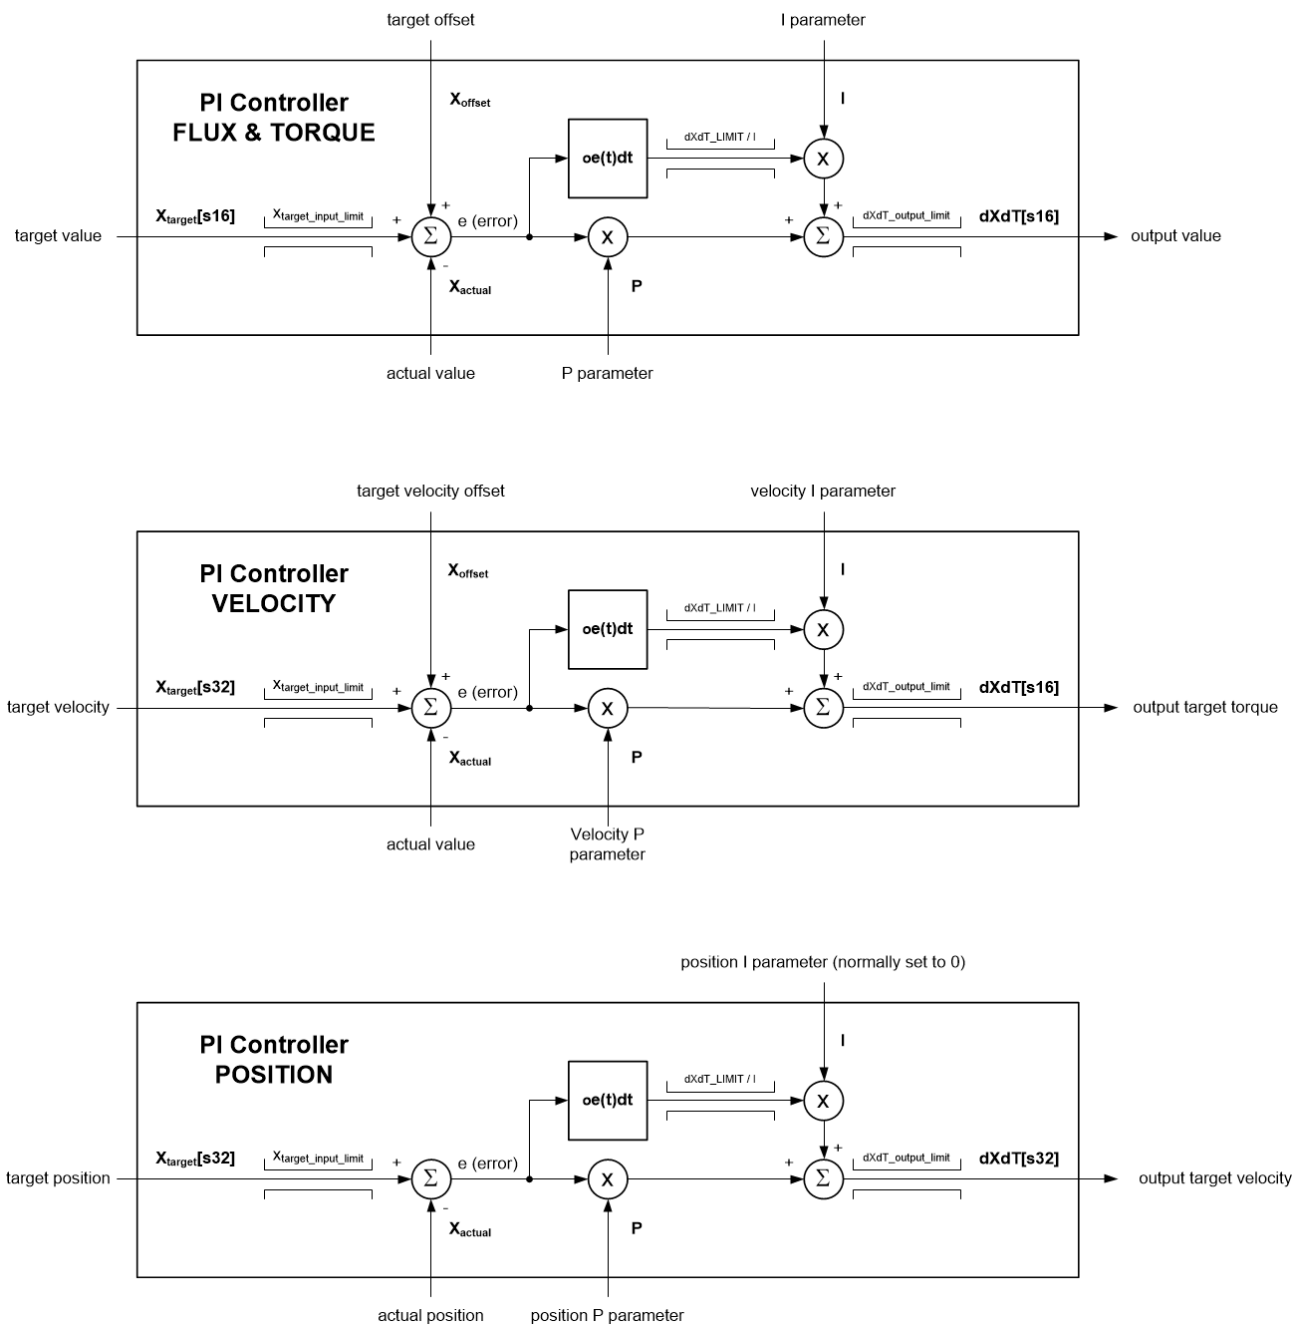 target offset
I parameter
PI Controller
FLUX & TORQUE
Xoffset
I
dXdT_LIMIT / I
oe(t)dt
X
Xtarget[s16]
Xtarget_input_limit
+
+
Σ
e (error)
X
+
+
Σ
dXdT_output_limit
dXdT[s16]
target value
output value
-
Xactual
P
actual value
P parameter
target velocity offset
velocity I parameter
PI Controller
VELOCITY
Xoffset
I
dXdT_LIMIT / I
oe(t)dt
X
Xtarget[s32]
Xtarget_input_limit
+
+
Σ
e (error)
X
+
+
Σ
dXdT_output_limit
dXdT[s16]
target velocity
output target torque
-
Xactual
P
actual value
Velocity P
parameter
position I parameter (normally set to 0)
PI Controller
POSITION
I
dXdT_LIMIT / I
oe(t)dt
X
Xtarget[s32]
Xtarget_input_limit
+
Σ
e (error)
X
+
+
Σ
dXdT_output_limit
dXdT[s32]
target position
output target velocity
-
Xactual
P
actual position
position P parameter